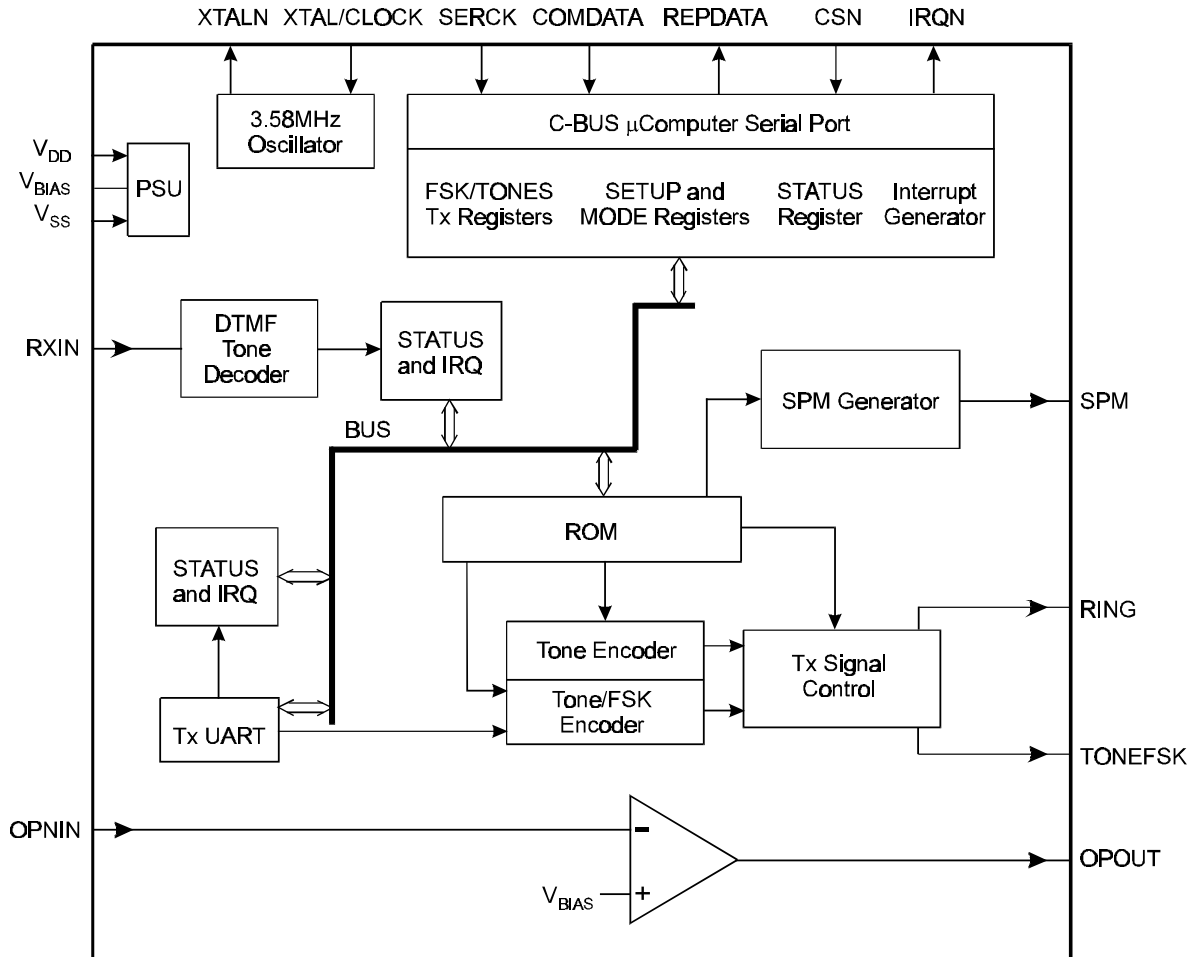 XTALN XTAL/CLOCK SERCK COMDATA REPDATA CSN IRQN
3.58MHz
Oscillator
C-BUS µComputer Serial Port
FSK/TONES
Tx Registers
SETUP and
MODE Registers
STATUS
Register
Interrupt
Generator
VDD
VBIAS
VSS
PSU
RXIN
DTMF
Tone
Decoder
STATUS
and IRQ
BUS
SPM Generator
SPM
ROM
STATUS
and IRQ
Tx UART
Tone Encoder
Tone/FSK
Encoder
Tx Signal
Control
RING
TONEFSK
OPNIN
-
VBIAS
+
OPOUT